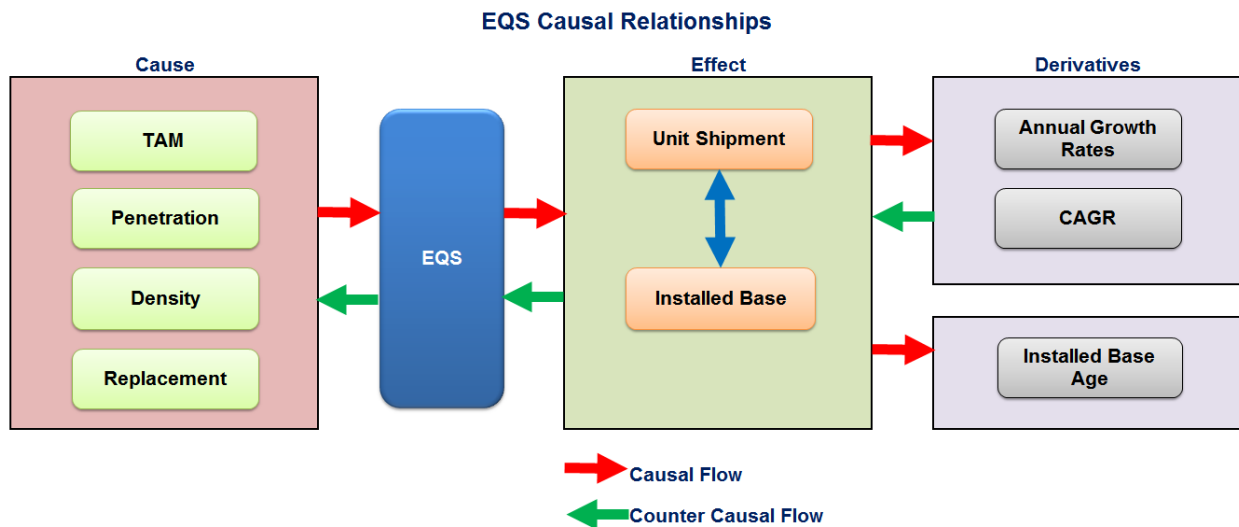 EQS Causal Relationships
Cause
Effect
Derivatives
TAM
Penetration
Density
Replacement
EQS
Unit Shipment
Installed Base
Annual Growth
Rates
CAGR
Installed Base
Age
Causal Flow
Counter Causal Flow